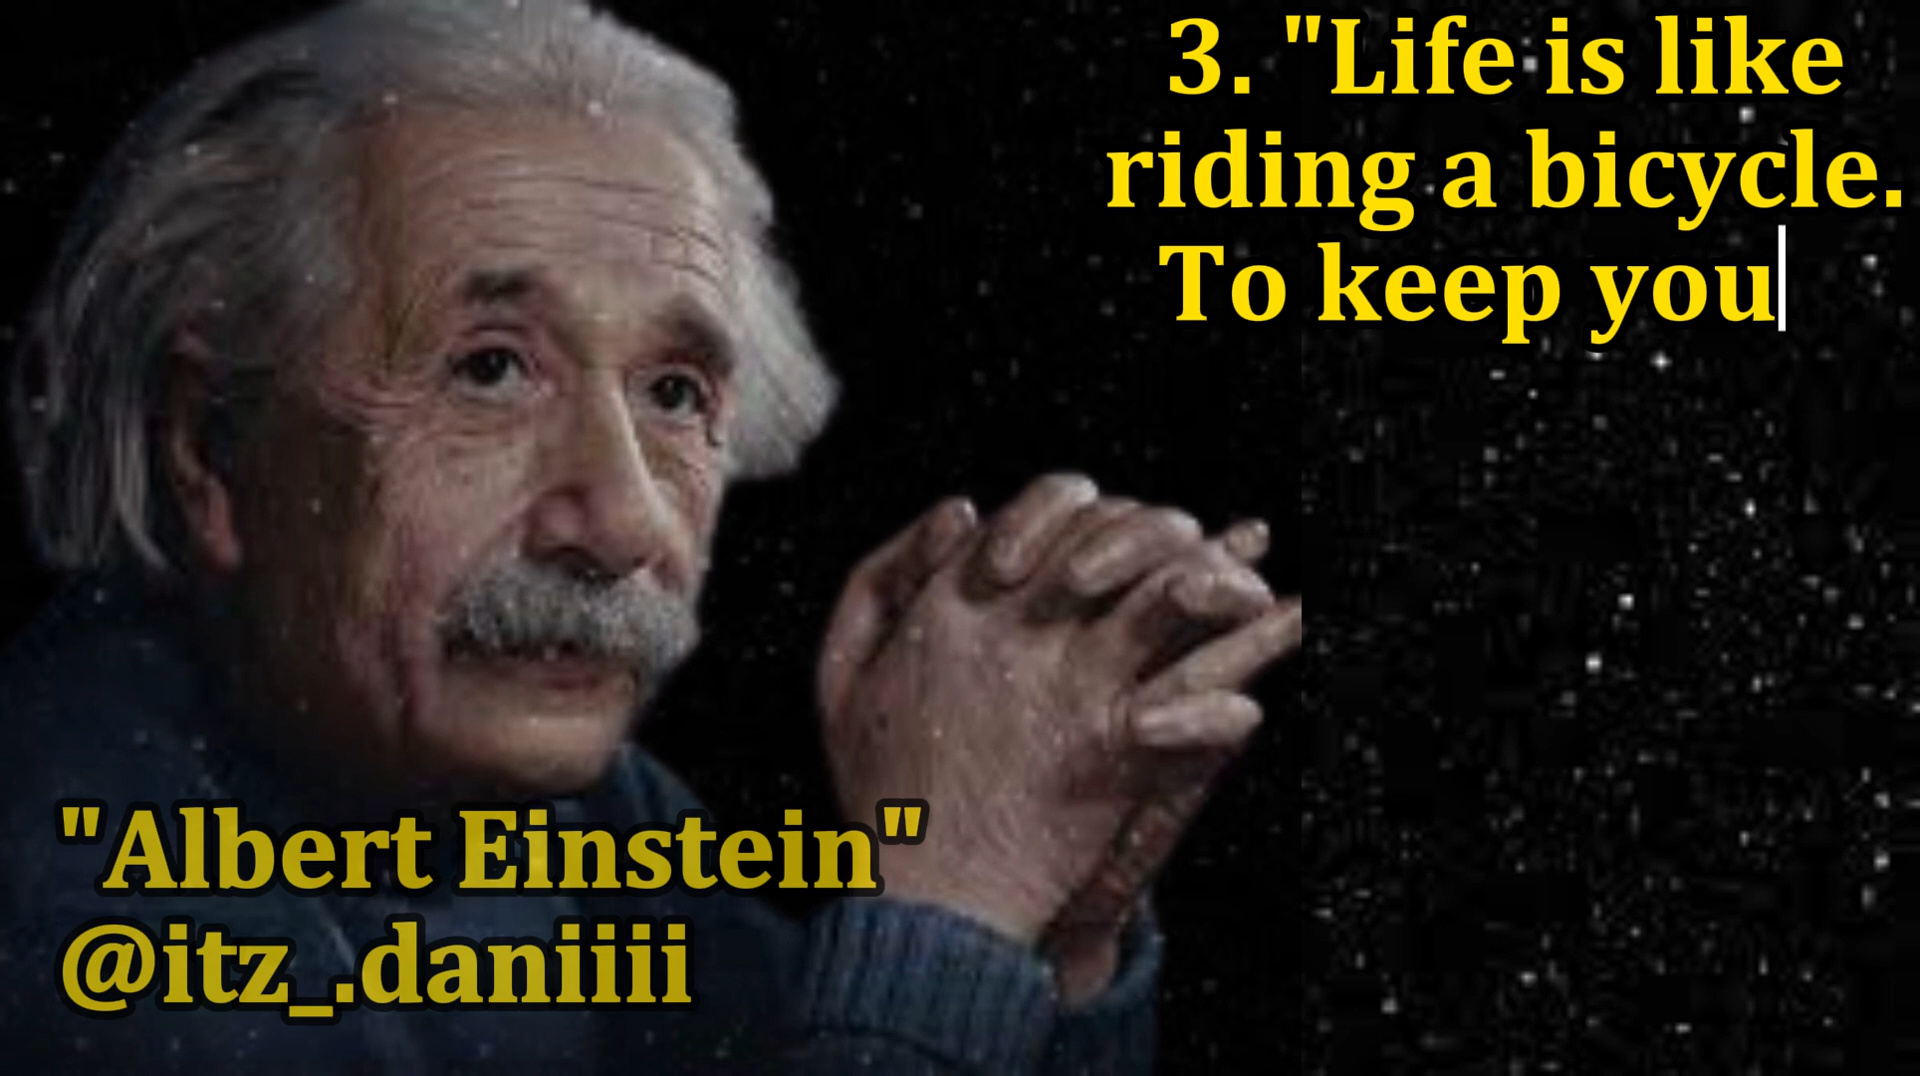 3. "Life is like
riding a bicycle.
To keep you
"Albert Einstein"
@itz_.daniiii